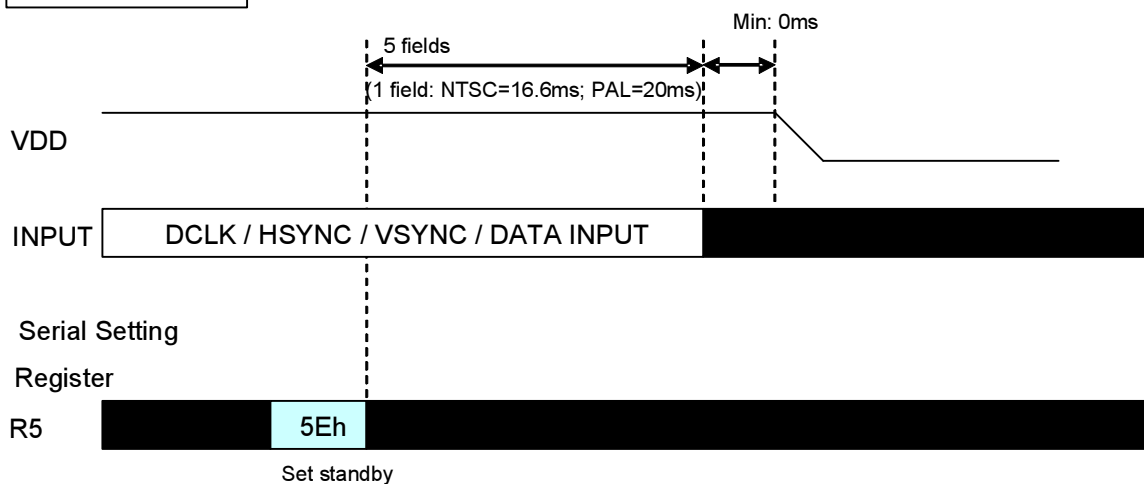 Min: 0ms
5 fields
(1 field: NTSC=16.6ms; PAL=20ms)
VDD
INPUT DCLK / HSYNC / VSYNC / DATA INPUT
Serial Setting
Register
R5 5Eh
Set standby